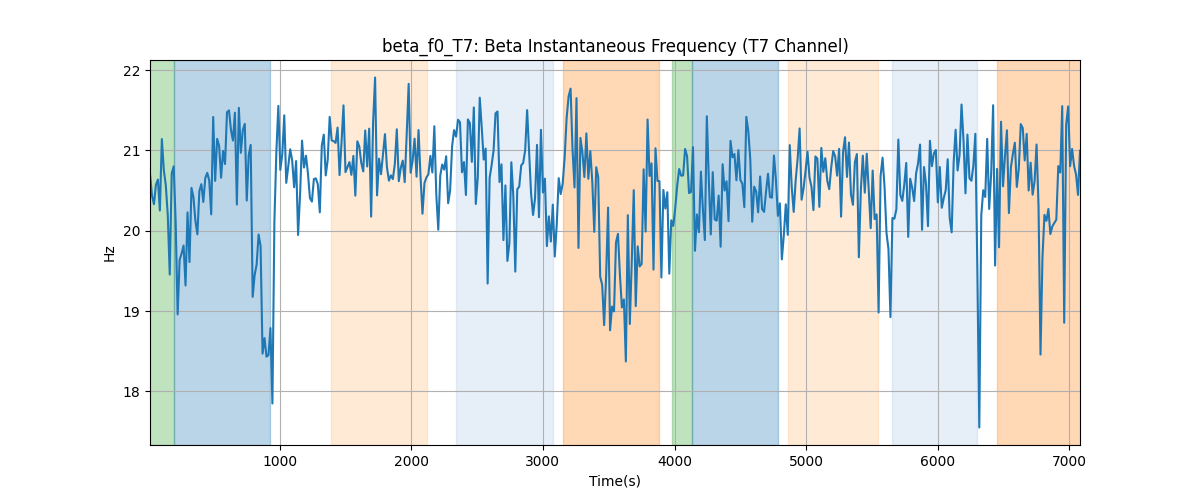 beta_f0_T7: Beta Instantaneous Frequency (T7 Channel)
22
21
20
19
18
Hz
1000 2000 3000 4000 5000 6000 7000
Time(s)